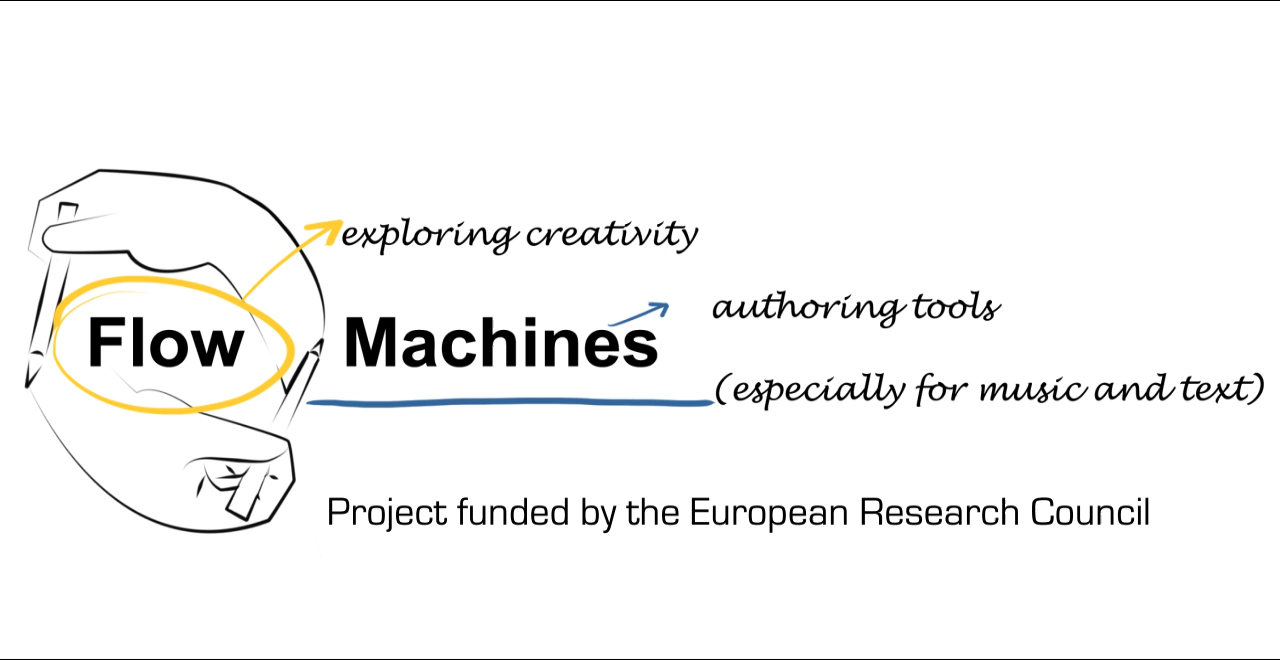 exploring creativity
authoring tools
Flow Machines
(especially for music and text)
Project funded by the European Research Council